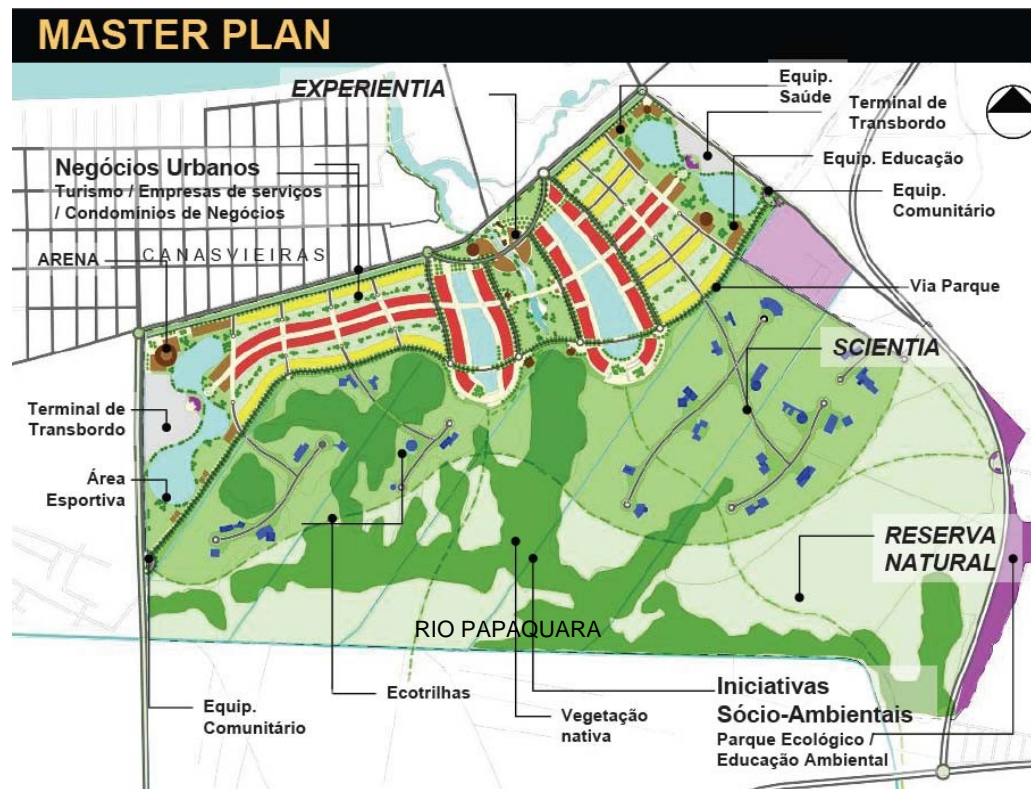 MASTER PLAN
EXPERIENTIA
Equip.
Saúde
Terminal de
Transbordo
Equip. Educação
Equip.
Comunitário
Negócios Urbanos
Turismo / Empresas de serviços
/ Condomínios de Negócios
ARENA
CANASVIEIRAS
Via Parque
SCIENTIA
Terminal de
Transbordo
Área
Esportiva
RESERVA
NATURAL
RIO PAPAQUARA
Equip.
Comunitário
Ecotrilhas
Vegetação
nativa
Iniciativas
Sócio-Ambientais
Parque Ecológico /
Educação Ambiental